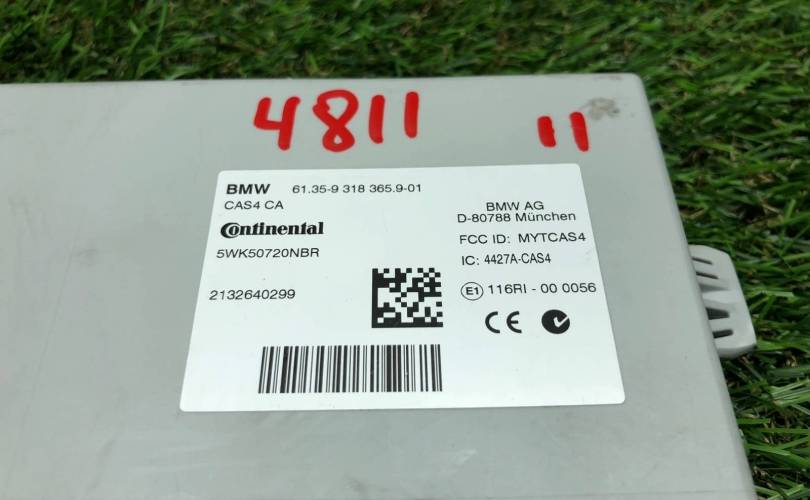 4811 11
BMW 61.35-9 318 365.9-01
CAS4 CA
Continental
5WK50720NBR
2132640299
BMW AG
D-80788 München
FCC ID: MYTCAS4
IC: 4427A-CAS4
E1 116RI - 00 0056
CE